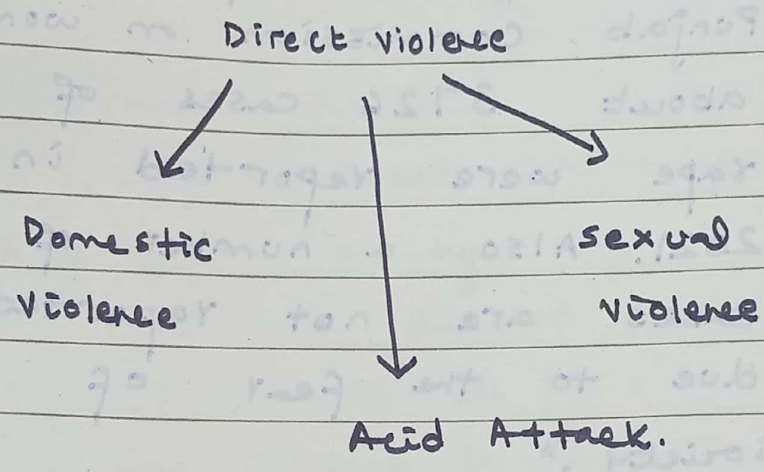 Direct violence
Domestic
Violence
sexual
violence
Acid Attack.